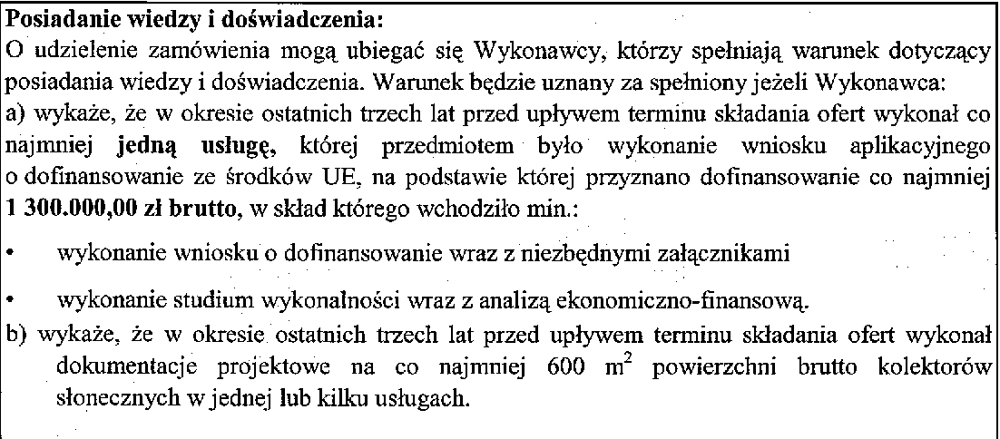 Posiadanie wiedzy i doświadczenia:
O udzielenie zamówienia mogą ubiegać się Wykonawcy, którzy spełniają warunek dotyczący
posiadania wiedzy i doświadczenia. Warunek będzie uznany za spełniony jeżeli Wykonawca:
a) wykaże, że w okresie ostatnich trzech lat przed upływem terminu składania ofert wykonał co
najmniej jedną usługę, której przedmiotem było wykonanie wniosku aplikacyjnego
o dofinansowanie ze środków UE, na podstawie której przyznano dofinansowanie co najmniej
1 300.000,00 zł brutto, w skład którego wchodziło min.:
• wykonanie wniosku o dofinansowanie wraz z niezbędnymi załącznikami
• wykonanie studium wykonalności wraz z analizą ekonomiczno-finansową.
b) wykaże, że w okresie ostatnich trzech lat przed upływem terminu składania ofert wykonał
dokumentacje projektowe na co najmniej 600 m² powierzchni brutto kolektorów
słonecznych w jednej lub kilku usługach.